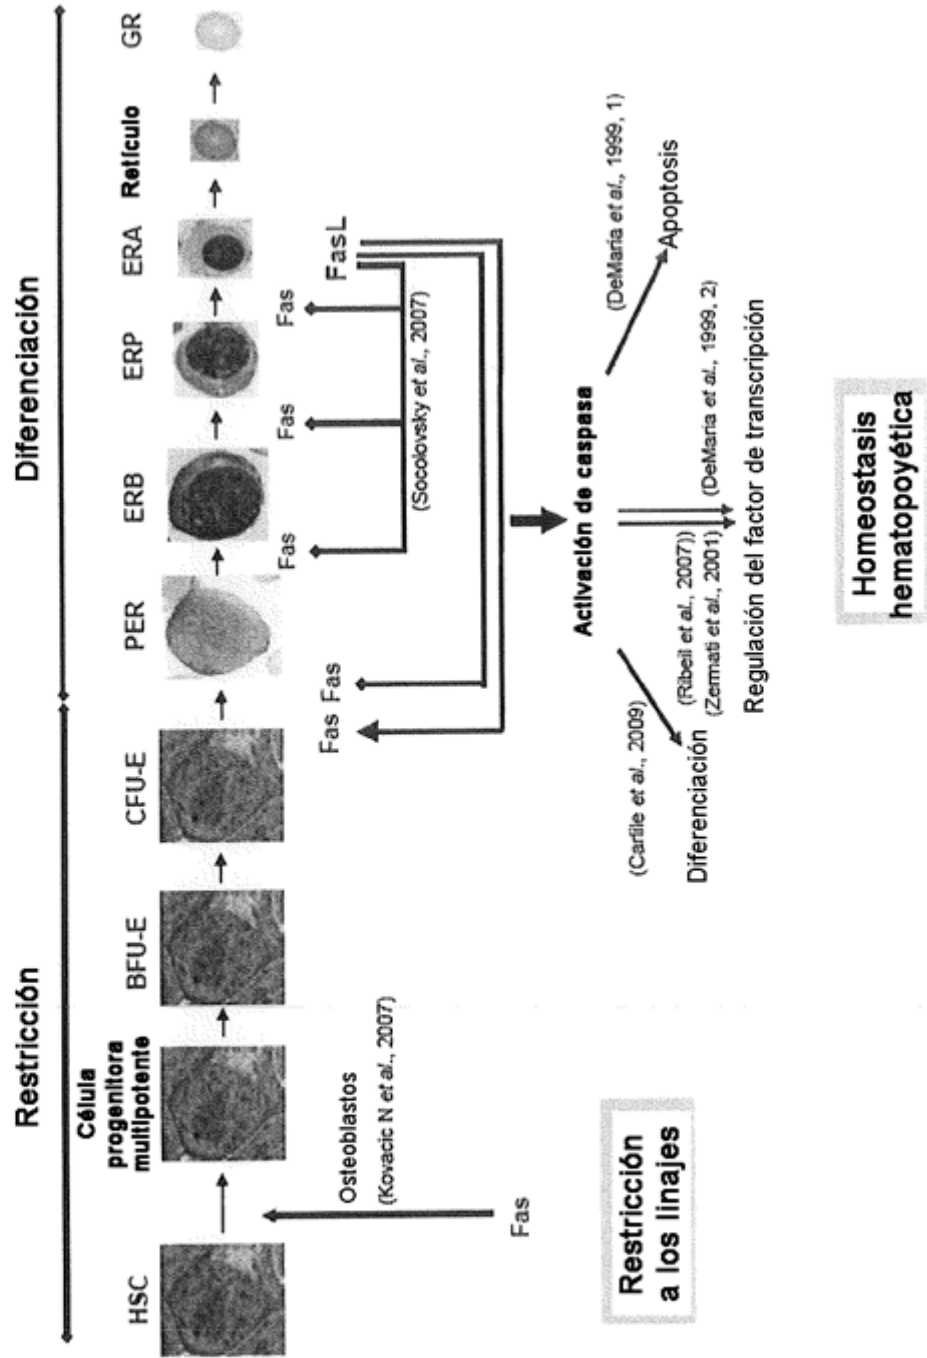 Restricción
Diferenciación
HSC
Célula
progenitora
multipotente
BFU-E
CFU-E
PER
ERB
ERP
ERA
Retículo
GR
Osteoblastos
(Kovacic N et al., 2007)
Fas
Fas
Fas
Fas
Fas
Fas
FasL
(Socolovsky et al., 2007)
Activación de caspasa
(Carlile et al., 2009)
Diferenciación
(Ribeil et al., 2007))
(Zermati et al., 2001)
(DeMaria et al., 1999, 2)
Regulación del factor de transcripción
(DeMaria et al., 1999, 1)
Apoptosis
Restricción
a los linajes
Homeostasis
hematopoyética